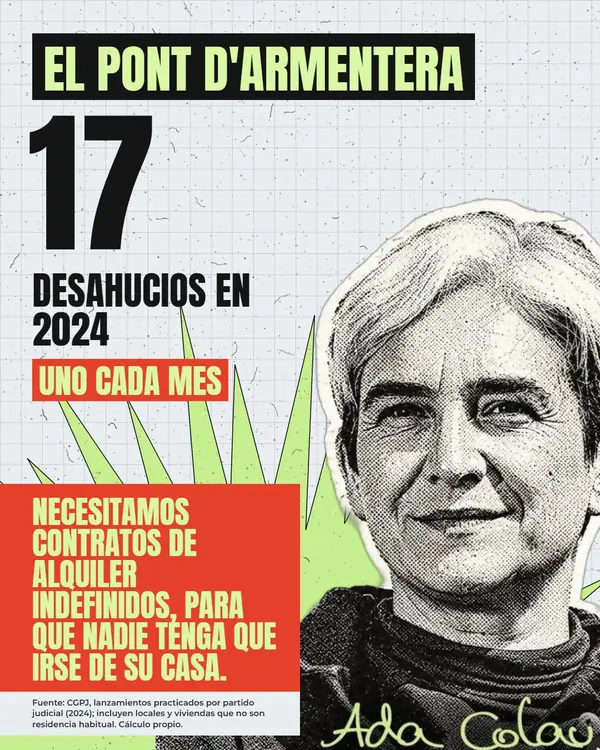 EL PONT D'ARMENTERA
17
DESAHUCIOS EN
2024
UNO CADA MES
NECESITAMOS
CONTRATOS DE
ALQUILER
INDEFINIDOS, PARA
QUE NADIE TENGA QUE
IRSE DE SU CASA.
Fuente: CGPJ, lanzamientos practicados por partido
judicial (2024); incluyen locales y viviendas que no son
residencia habitual. Cálculo propio.
Ada Colau